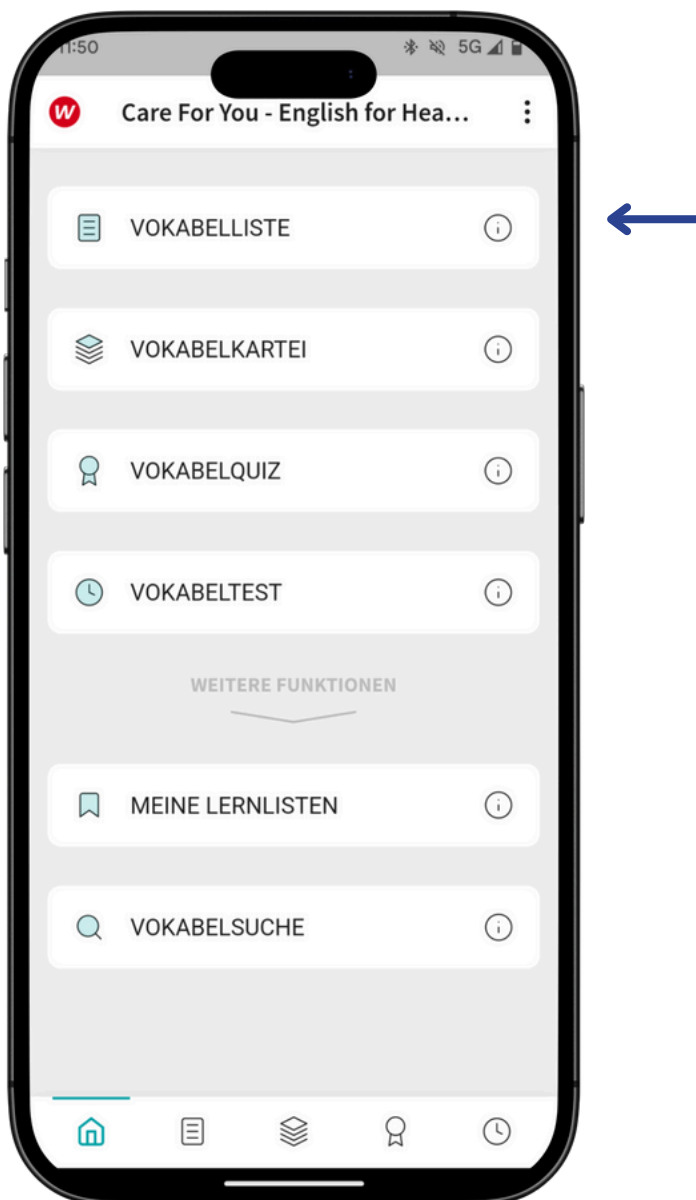 11:50
5G
W
Care For You - English for Hea...
VOKABELLISTE
VOKABELKARTEI
VOKABELQUIZ
VOKABELTEST
WEITERE FUNKTIONEN
MEINE LERNLISTEN
VOKABELSUCHE